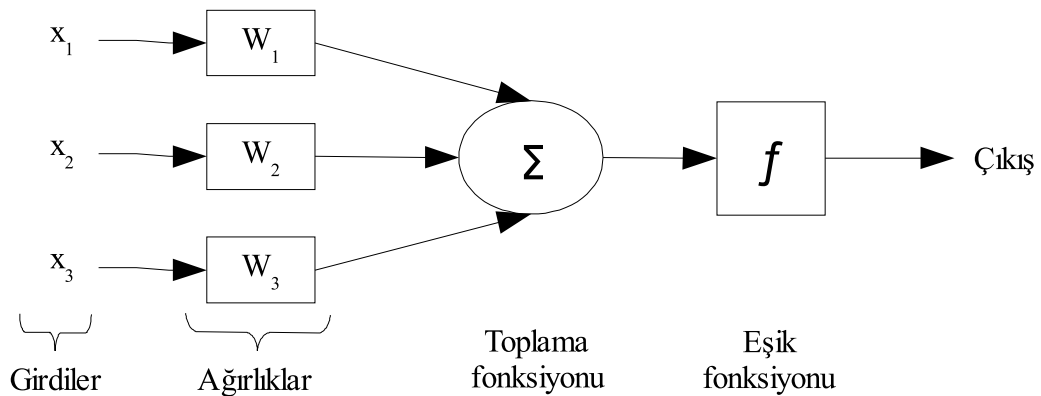 x₁ W₁
x₂ W₂ Σ f Çıkış
x₃ W₃
Girdiler Ağırlıklar Toplama fonksiyonu Eşik fonksiyonu